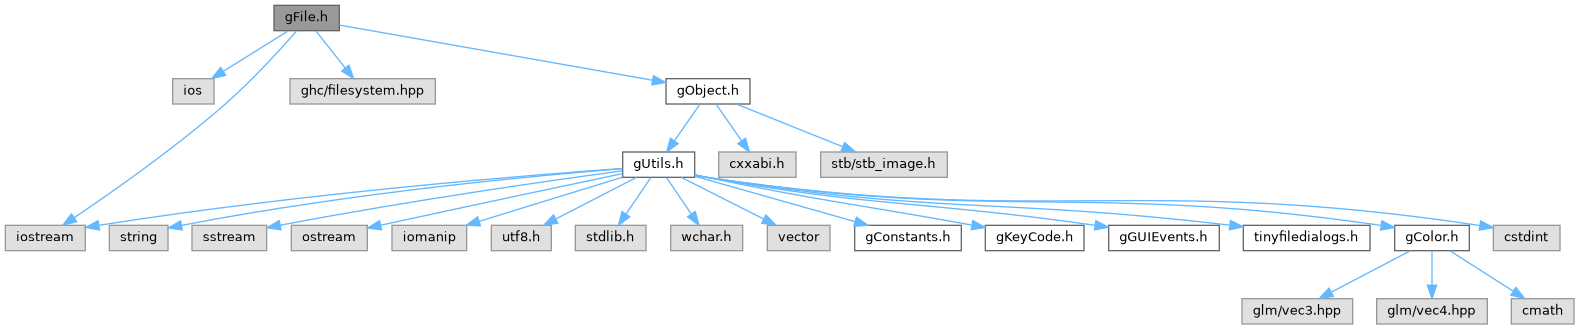 gFile.h
ios
ghc/filesystem.hpp
gObject.h
gUtils.h
cxxabi.h
stb/stb_image.h
iostream
string
sstream
ostream
iomanip
utf8.h
stdlib.h
wchar.h
vector
gConstants.h
gKeyCode.h
gGUIEvents.h
tinyfiledialogs.h
gColor.h
cstdint
glm/vec3.hpp
glm/vec4.hpp
cmath